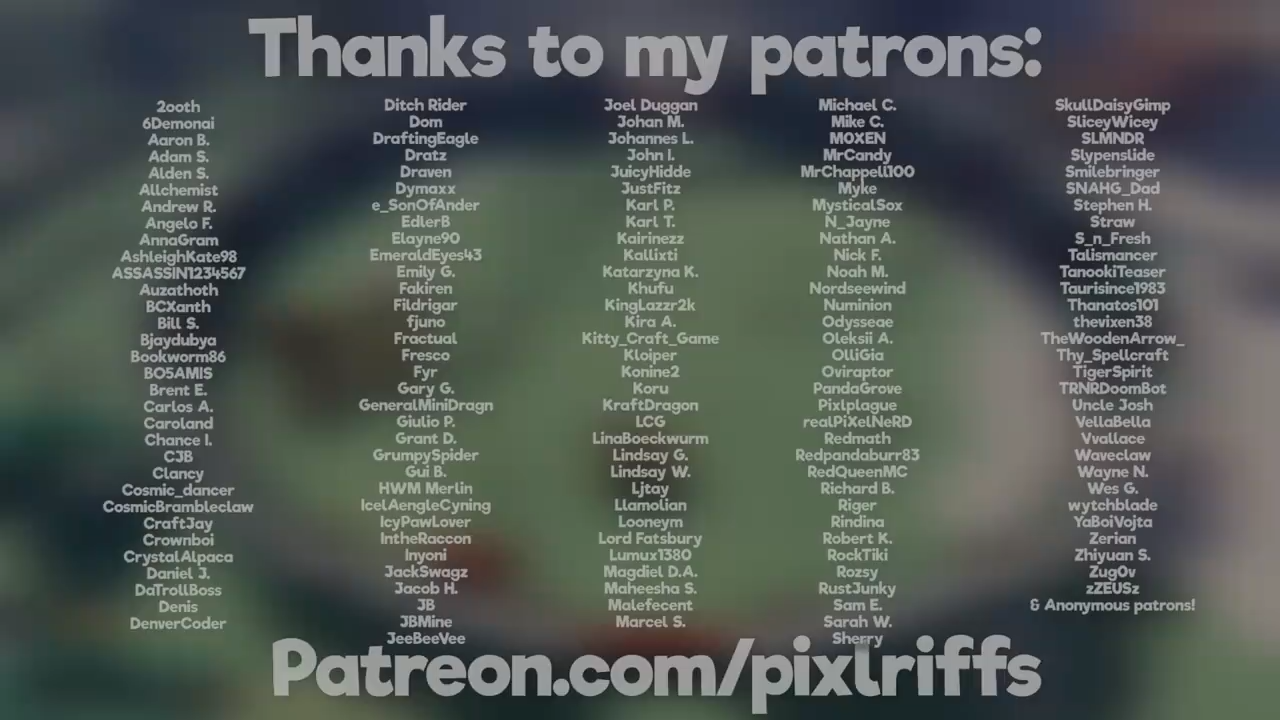 Thanks to my patrons:
2ooth
6Demonai
Aaron B.
Adam S.
Alden S.
Allchemist
Andrew R.
Angelo F.
AnnaGram
AshleighKate98
ASSASSIN1234567
Auzathoth
BCXanth
Bill S.
Bjaydubya
Bookworm86
BO5AMIS
Brent E.
Carlos A.
Caroland
Chance I.
CJB
Clancy
Cosmic_dancer
CosmicBrambleclaw
CraftJay
Crownboi
CrystalAlpaca
Daniel J.
DaTrollBoss
Denis
DenverCoder
Ditch Rider
Dom
DraftingEagle
Dratz
Draven
Dymaxx
e_SonOfAnder
EdlerB
Elayne90
EmeraldEyes43
Emily G.
Fakiren
Fildrigar
fjuno
Fractual
Fresco
Fyr
Gary G.
GeneralMiniDragn
Giulio P.
Grant D.
GrumpySpider
Gui B.
HWM Merlin
IcelAengleCyning
IcyPawLover
IntheRaccon
Inyoni
JackSwagz
Jacob H.
JB
JBMine
JeeBeeVee
Joel Duggan
Johan M.
Johannes L.
John I.
JuicyHidde
JustFitz
Karl P.
Karl T.
Kairinezz
Kallixti
Katarzyna K.
Khufu
KingLazzr2k
Kira A.
Kitty_Craft_Game
Kloiper
Konine2
Koru
KraftDragon
LCG
LinaBoeckwurm
Lindsay G.
Lindsay W.
Ljtay
Llamolian
Looneym
Lord Fatsbury
Lumux1380
Magdiel D.A.
Maheesha S.
Malefecent
Marcel S.
Michael C.
Mike C.
MOXEN
MrCandy
MrChappell100
Myke
MysticalSox
N_Jayne
Nathan A.
Nick F.
Noah M.
Nordseewind
Numinion
Odysseae
Oleksii A.
OlliGia
Oviraptor
PandaGrove
Pixlplague
realPiXelNeRD
Redmath
Redpandaburr83
RedQueenMC
Richard B.
Riger
Rindina
Robert K.
RockTiki
Rozsy
RustJunky
Sam E.
Sarah W.
Sherry
SkullDaisyGimp
SliceyWicey
SLMNDR
Slypenslide
Smilebringer
SNAHG_Dad
Stephen H.
Straw
S_n_Fresh
Talismancer
TanookiTeaser
Taurisince1983
Thanatos101
thevixen38
TheWoodenArrow_
Thy_Spellcraft
TigerSpirit
TRNRDoomBot
Uncle Josh
VellaBella
Vvallace
Waveclaw
Wayne N.
Wes G.
wytchblade
YaBoiVojta
Zerian
Zhiyuan S.
Zug0v
zZEUSz
& Anonymous patrons!
Patreon.com/pixlriffs